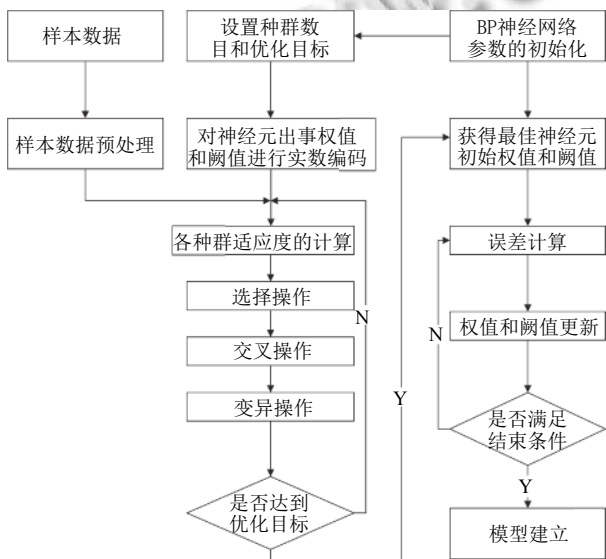 样本数据
设置种群数
目和优化目标
BP神经网络
参数的初始化
样本数据预处理
对神经元出事权值
和阙值进行实数编码
获得最佳神经元
初始权值和阙值
各种群适应度的计算
误差计算
选择操作
N
权值和阙值更新
N
交叉操作
变异操作
Y
是否满足
结束条件
Y
是否达到
优化目标
模型建立